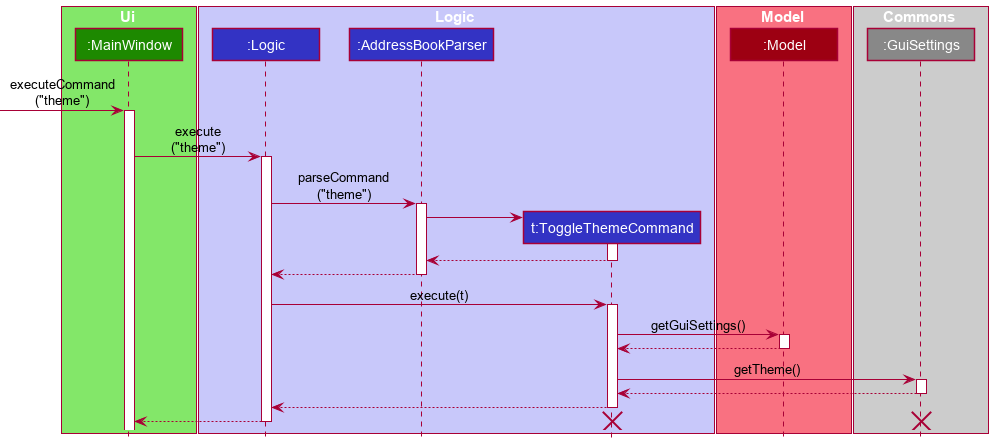 Ui
Logic
Model
Commons
:MainWindow
:Logic
:AddressBookParser
:Model
:GuiSettings
executeCommand
("theme")
execute
("theme")
parseCommand
("theme")
t:ToggleThemeCommand
execute(t)
getGuiSettings()
getTheme()